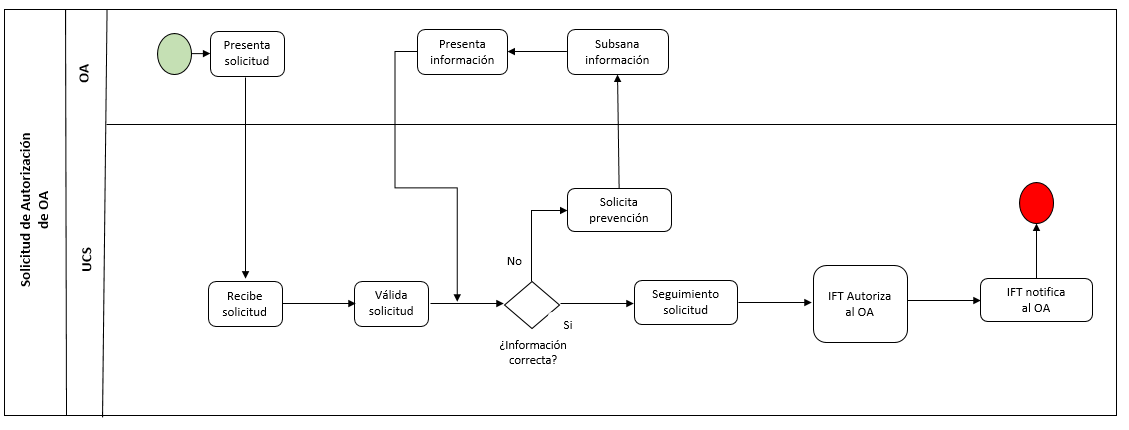 Solicitud de Autorización
de OA
OA
UCS
Presenta
solicitud
Presenta
información
Subsana
información
Solicita
prevención
No
Recibe
solicitud
Válida
solicitud
¿Información
correcta?
Si
Seguimiento
solicitud
IFT Autoriza
al OA
IFT notifica
al OA